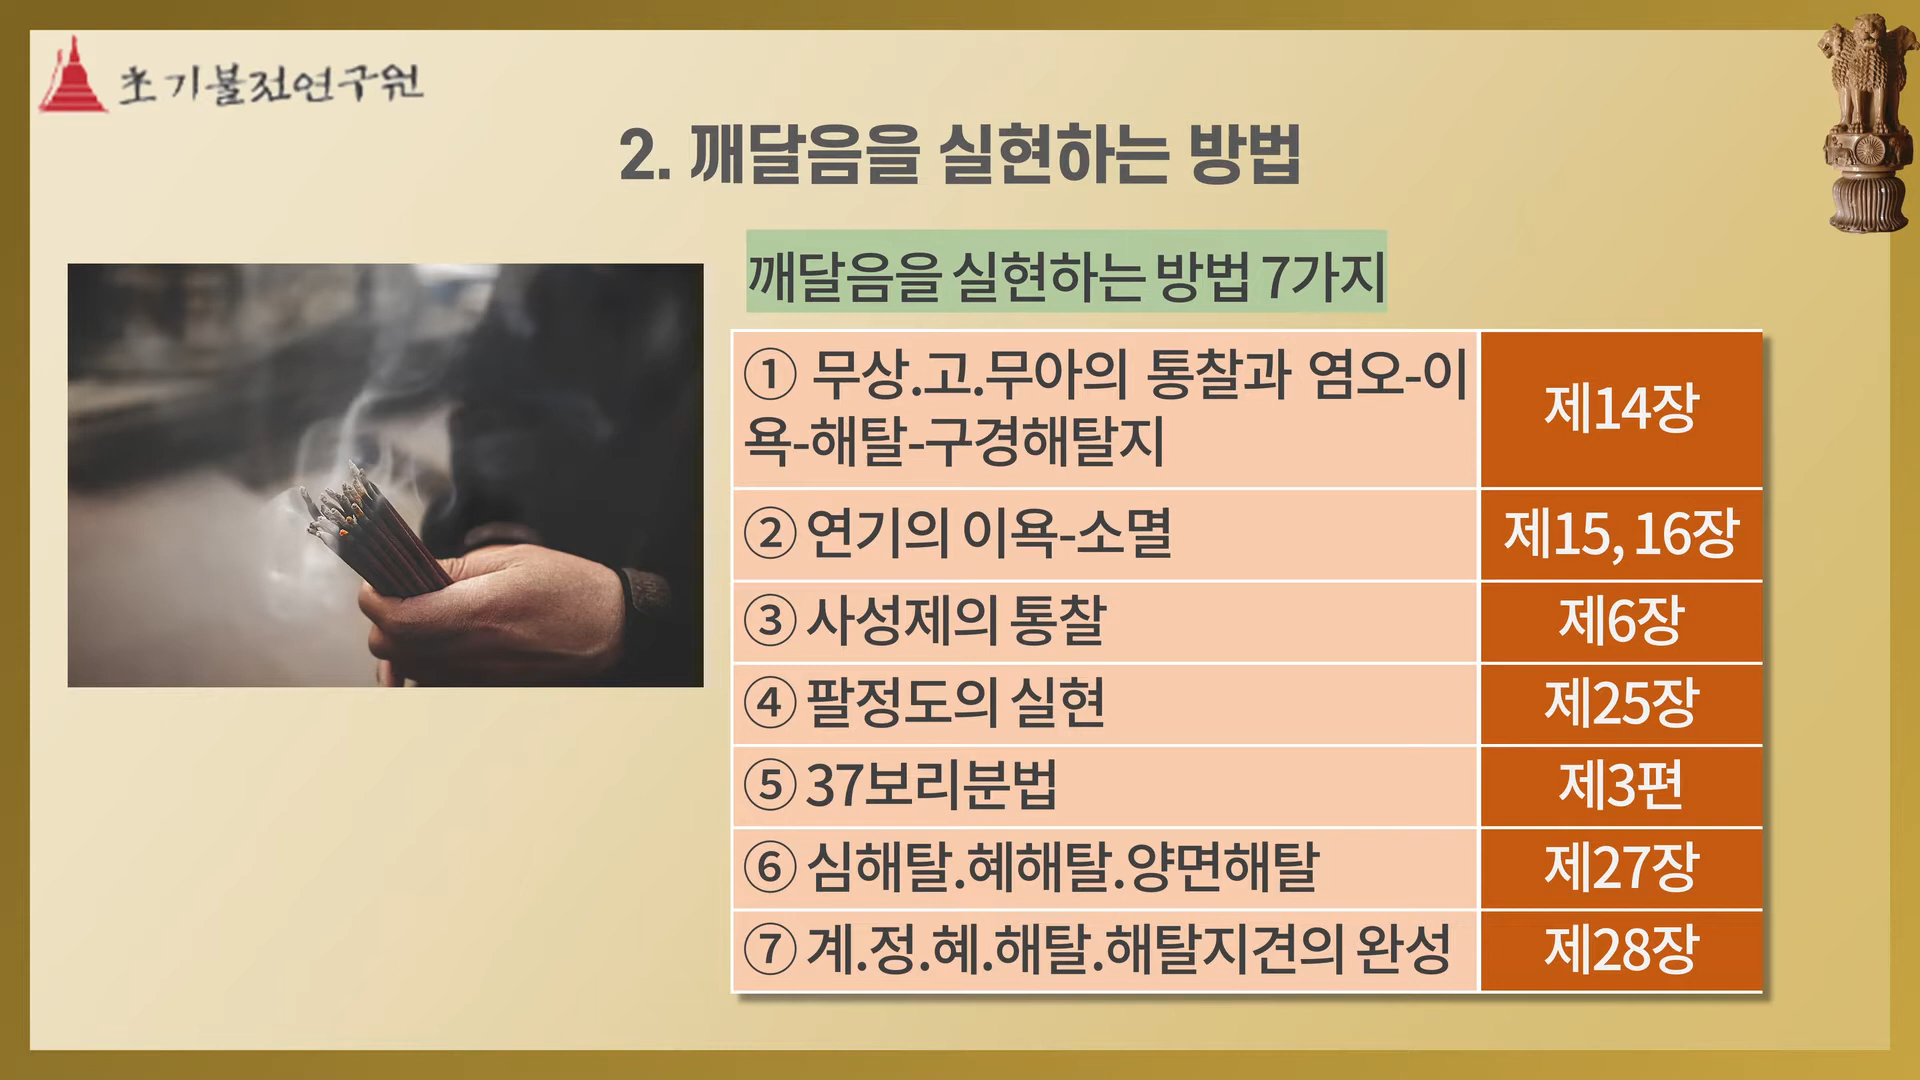 초기불전연구원
2. 깨달음을 실현하는 방법
깨달음을 실현하는 방법 7가지
① 무상.고.무아의 통찰과 염오-이
욕-해탈-구경해탈지
제14장
② 연기의 이욕-소멸
제15, 16장
③ 사성제의 통찰
제6장
④ 팔정도의 실현
제25장
⑤ 37보리분법
제3편
⑥ 심해탈.혜해탈.양면해탈
제27장
⑦ 계.정.혜.해탈.해탈지견의 완성
제28장